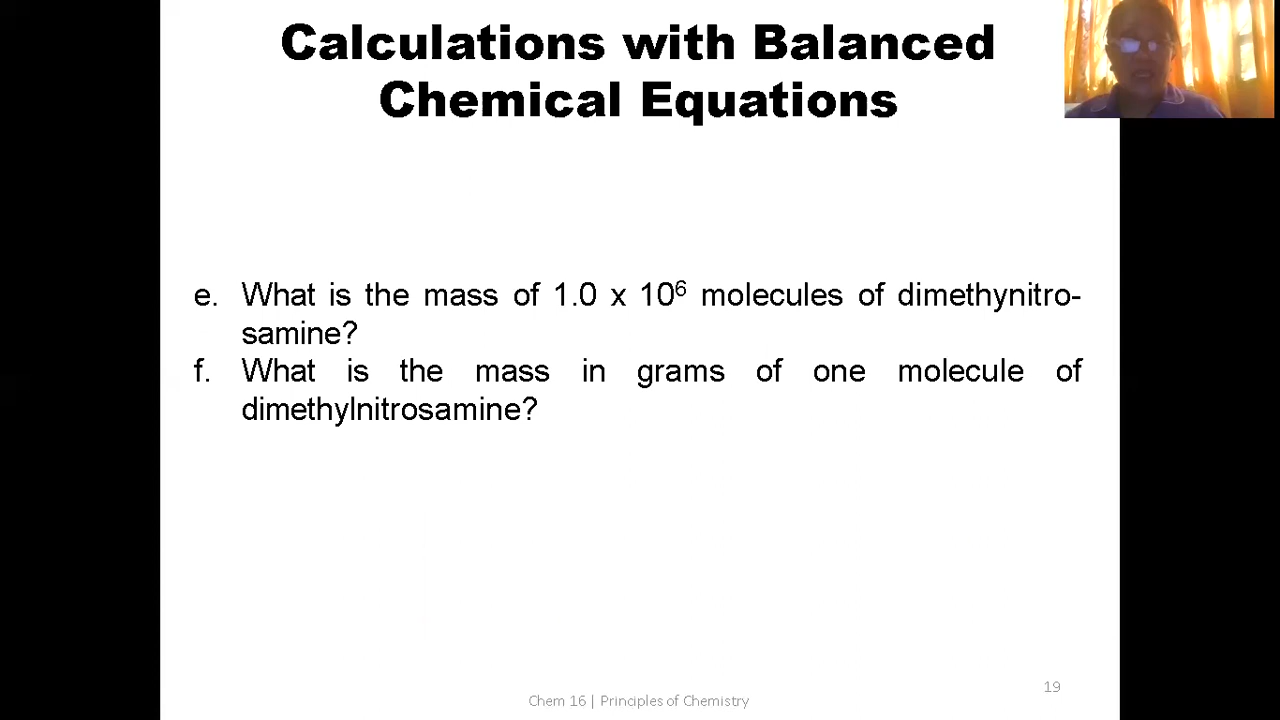 Calculations with Balanced
Chemical Equations
e. What is the mass of 1.0 x 10⁶ molecules of dimethynitro-
samine?
f. What is the mass in grams of one molecule of
dimethylnitrosamine?
19
Chem 16 | Principles of Chemistry